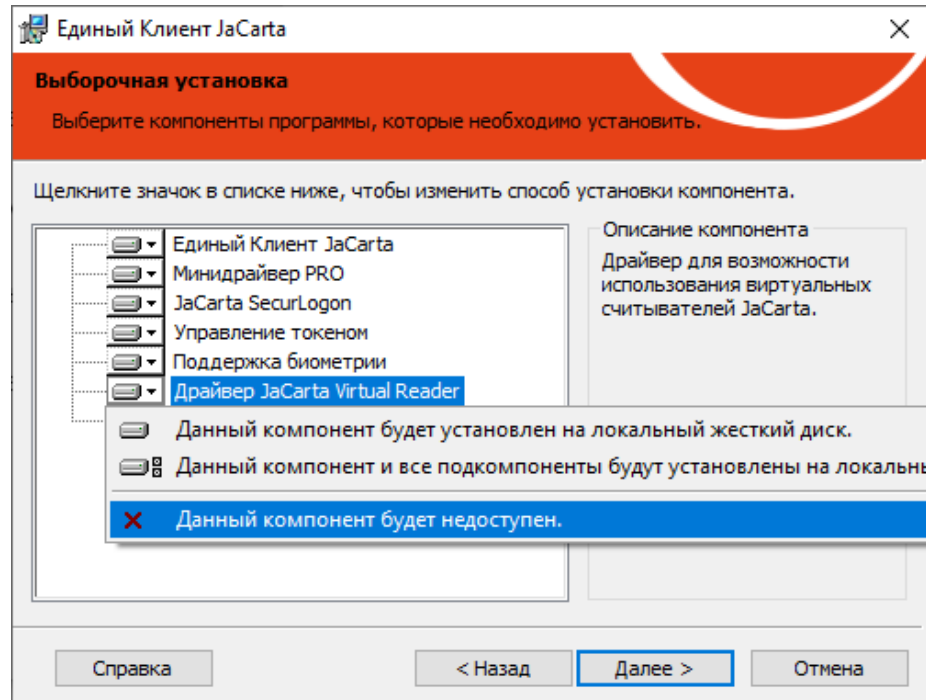 Единый Клиент JaCarta
Выборочная установка
Выберите компоненты программы, которые необходимо установить.
Щелкните значок в списке ниже, чтобы изменить способ установки компонента.
Единый Клиент JaCarta
Минидрайвер PRO
JaCarta SecurLogon
Управление токеном
Поддержка биометрии
Драйвер JaCarta Virtual Reader
Данный компонент будет установлен на локальный жесткий диск.
Данный компонент и все подкомпоненты будут установлены на
Данный компонент будет недоступен.
Описание компонента
Драйвер для возможности
использования виртуальных
считывателей JaCarta.
Справка
< Назад
Далее >
Отмена